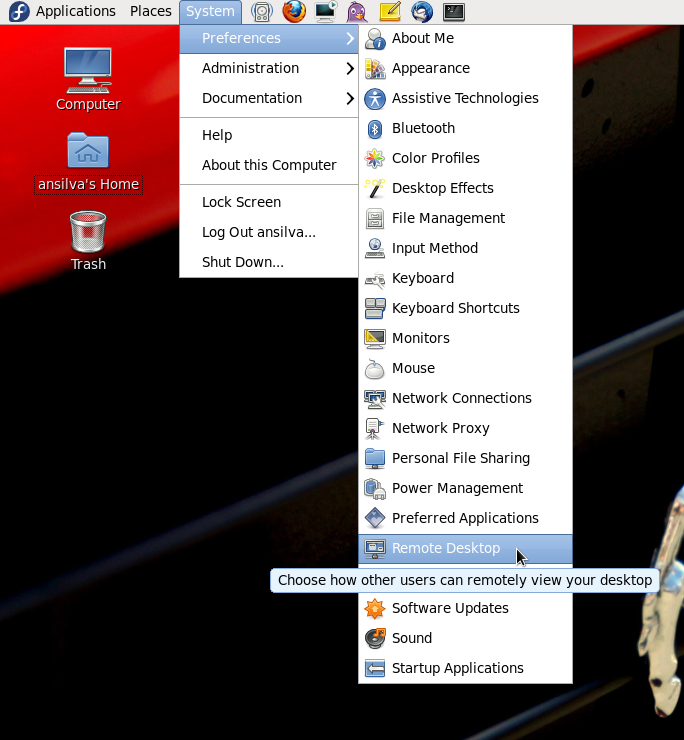 Applications Places System
Computer
ansilva's Home
Trash
Preferences
Administration
Documentation
Help
About this Computer
Lock Screen
Log Out ansilva...
Shut Down...
About Me
Appearance
Assistive Technologies
Bluetooth
Color Profiles
Desktop Effects
File Management
Input Method
Keyboard
Keyboard Shortcuts
Monitors
Mouse
Network Connections
Network Proxy
Personal File Sharing
Power Management
Preferred Applications
Remote Desktop
Choose how other users can remotely view your desktop
Software Updates
Sound
Startup Applications